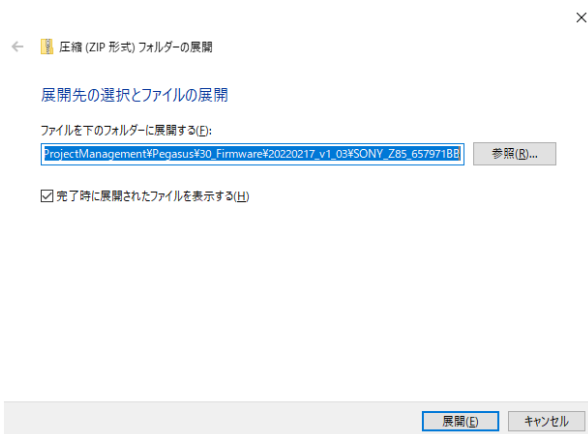 圧縮 (ZIP 形式) フォルダーの展開
展開先の選択とファイルの展開
ファイルを下のフォルダーに展開する(F):
ProjectManagement¥Pegasus¥30_Firmware¥20220217_v1_03¥SONY_Z85_657971BB
参照(R)...
完了時に展開されたファイルを表示する(H)
展開(E)
キャンセル